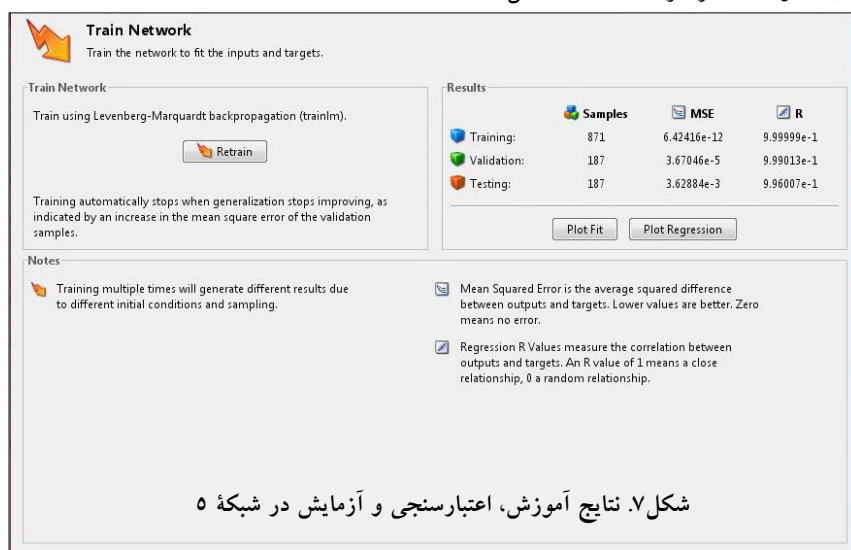 Train Network
Train the network to fit the inputs and targets.
Train Network
Train using Levenberg-Marquardt backpropagation (trainlm).
Retrain
Training automatically stops when generalization stops improving, as
indicated by an increase in the mean square error of the validation
samples.
Results
Samples MSE R
Training: 871 6.42416e-12 9.99999e-1
Validation: 187 3.67046e-5 9.99013e-1
Testing: 187 3.62884e-3 9.96007e-1
Plot Fit Plot Regression
Notes
Training multiple times will generate different results due
to different initial conditions and sampling.
Mean Squared Error is the average squared difference
between outputs and targets. Lower values are better. Zero
means no error.
Regression R Values measure the correlation between
outputs and targets. An R value of 1 means a close
relationship, 0 a random relationship.
شکل۷. نتایج آموزش، اعتبارسنجی و آزمایش در شبکهٔ ۵